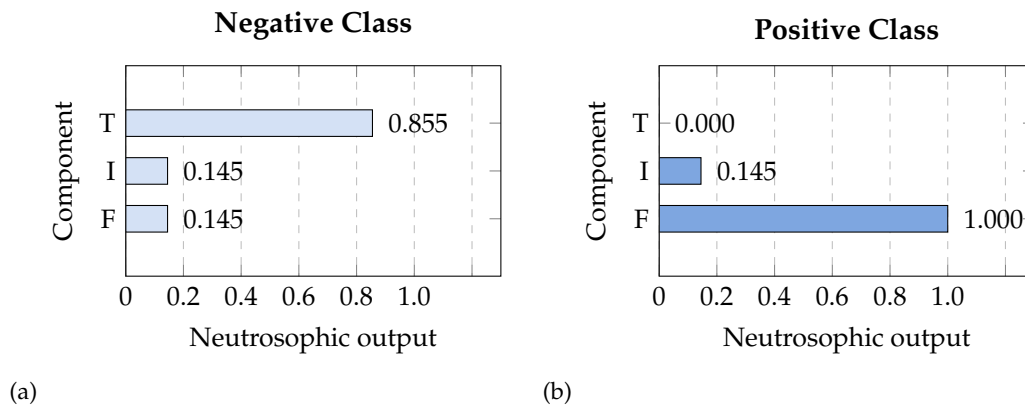 Negative Class
Component
T
0.855
I
0.145
F
0.145
0 0.2 0.4 0.6 0.8 1.0
Neutrosophic output
(a)
Positive Class
Component
T
0.000
I
0.145
F
1.000
0 0.2 0.4 0.6 0.8 1.0
Neutrosophic output
(b)